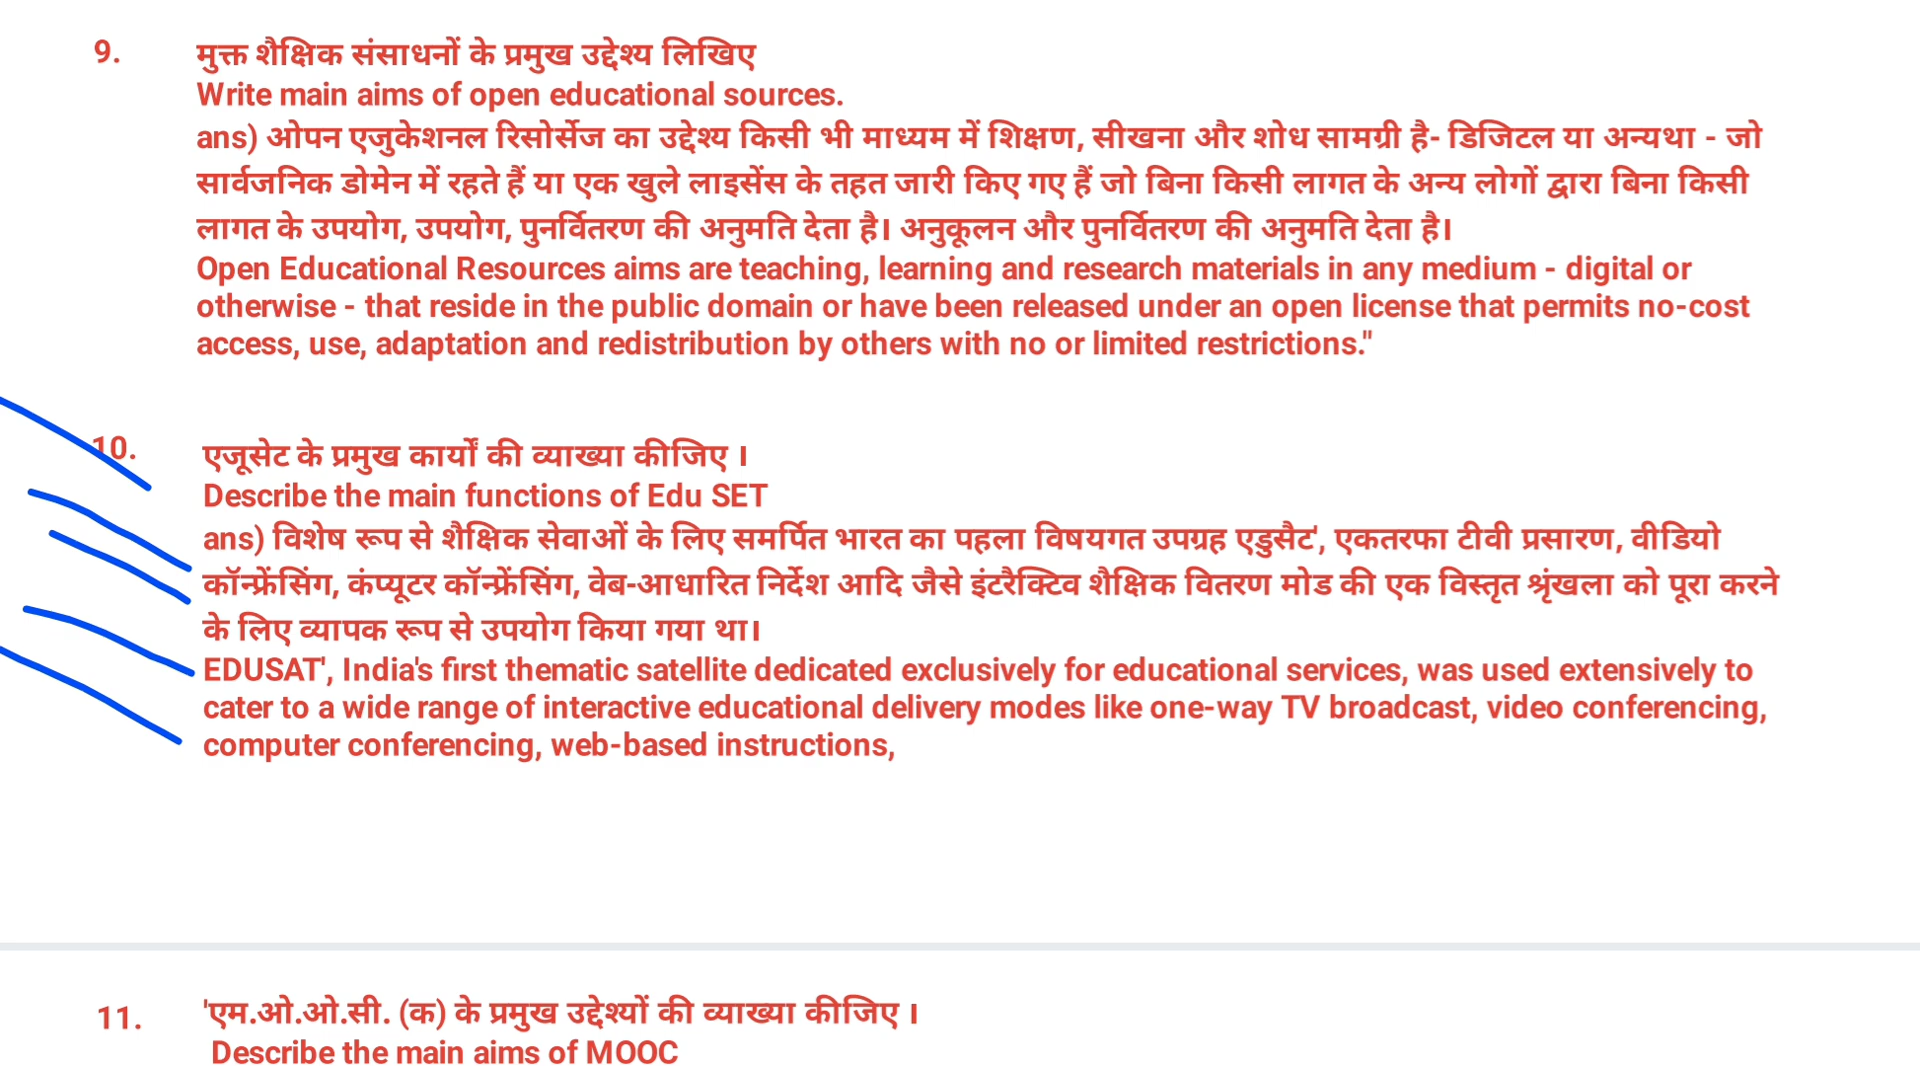 9.
मुक्त शैक्षिक संसाधनों के प्रमुख उद्देश्य लिखिए
Write main aims of open educational sources.
ans) ओपन एजुकेशनल रिसोर्सेज का उद्देश्य किसी भी माध्यम में शिक्षण, सीखना और शोध सामग्री है- डिजिटल या अन्यथा - जो
सार्वजनिक डोमेन में रहते हैं या एक खुले लाइसेंस के तहत जारी किए गए हैं जो बिना किसी लागत के अन्य लोगों द्वारा बिना किसी
लागत के उपयोग, उपयोग, पुनर्वितरण की अनुमति देता है। अनुकूलन और पुनर्वितरण की अनुमति देता है।
Open Educational Resources aims are teaching, learning and research materials in any medium - digital or
otherwise - that reside in the public domain or have been released under an open license that permits no-cost
access, use, adaptation and redistribution by others with no or limited restrictions."
10.
एजूसेट के प्रमुख कार्यों की व्याख्या कीजिए ।
Describe the main functions of Edu SET
ans) विशेष रूप से शैक्षिक सेवाओं के लिए समर्पित भारत का पहला विषयगत उपग्रह एडुसैट', एकतरफा टीवी प्रसारण, वीडियो
कॉन्फ्रेंसिंग, कंप्यूटर कॉन्फ्रेंसिंग, वेब-आधारित निर्देश आदि जैसे इंटरैक्टिव शैक्षिक वितरण मोड की एक विस्तृत श्रृंखला को पूरा करने
के लिए व्यापक रूप से उपयोग किया गया था।
EDUSAT', India's first thematic satellite dedicated exclusively for educational services, was used extensively to
cater to a wide range of interactive educational delivery modes like one-way TV broadcast, video conferencing,
computer conferencing, web-based instructions,
11.
'एम.ओ.ओ.सी. (क) के प्रमुख उद्देश्यों की व्याख्या कीजिए ।
Describe the main aims of MOOC